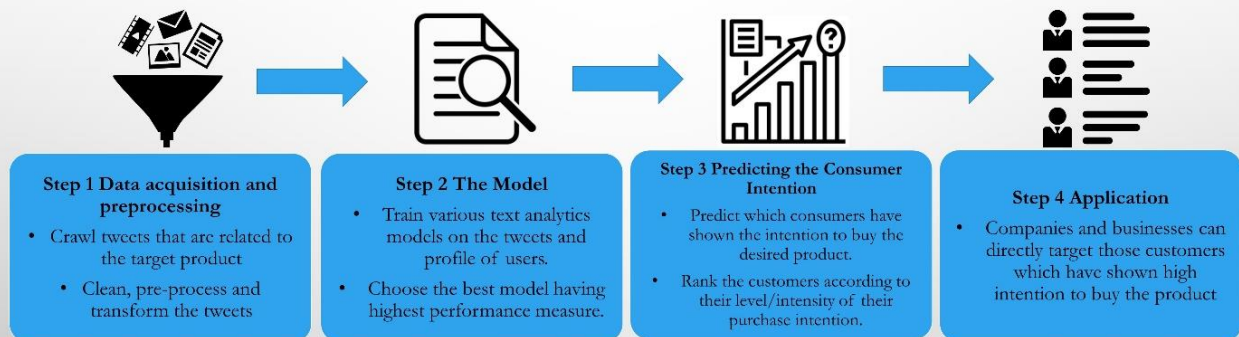 Step 1 Data acquisition and
preprocessing
• Crawl tweets that are related to
the target product
• Clean, pre-process and
transform the tweets
Step 2 The Model
• Train various text analytics
models on the tweets and
profile of users.
• Choose the best model having
highest performance measure.
Step 3 Predicting the Consumer
Intention
• Predict which consumers have
shown the intention to buy the
desired product.
• Rank the customers according to
their level/intensity of their
purchase intention.
Step 4 Application
• Companies and businesses can
directly target those customers
which have shown high
intention to buy the product